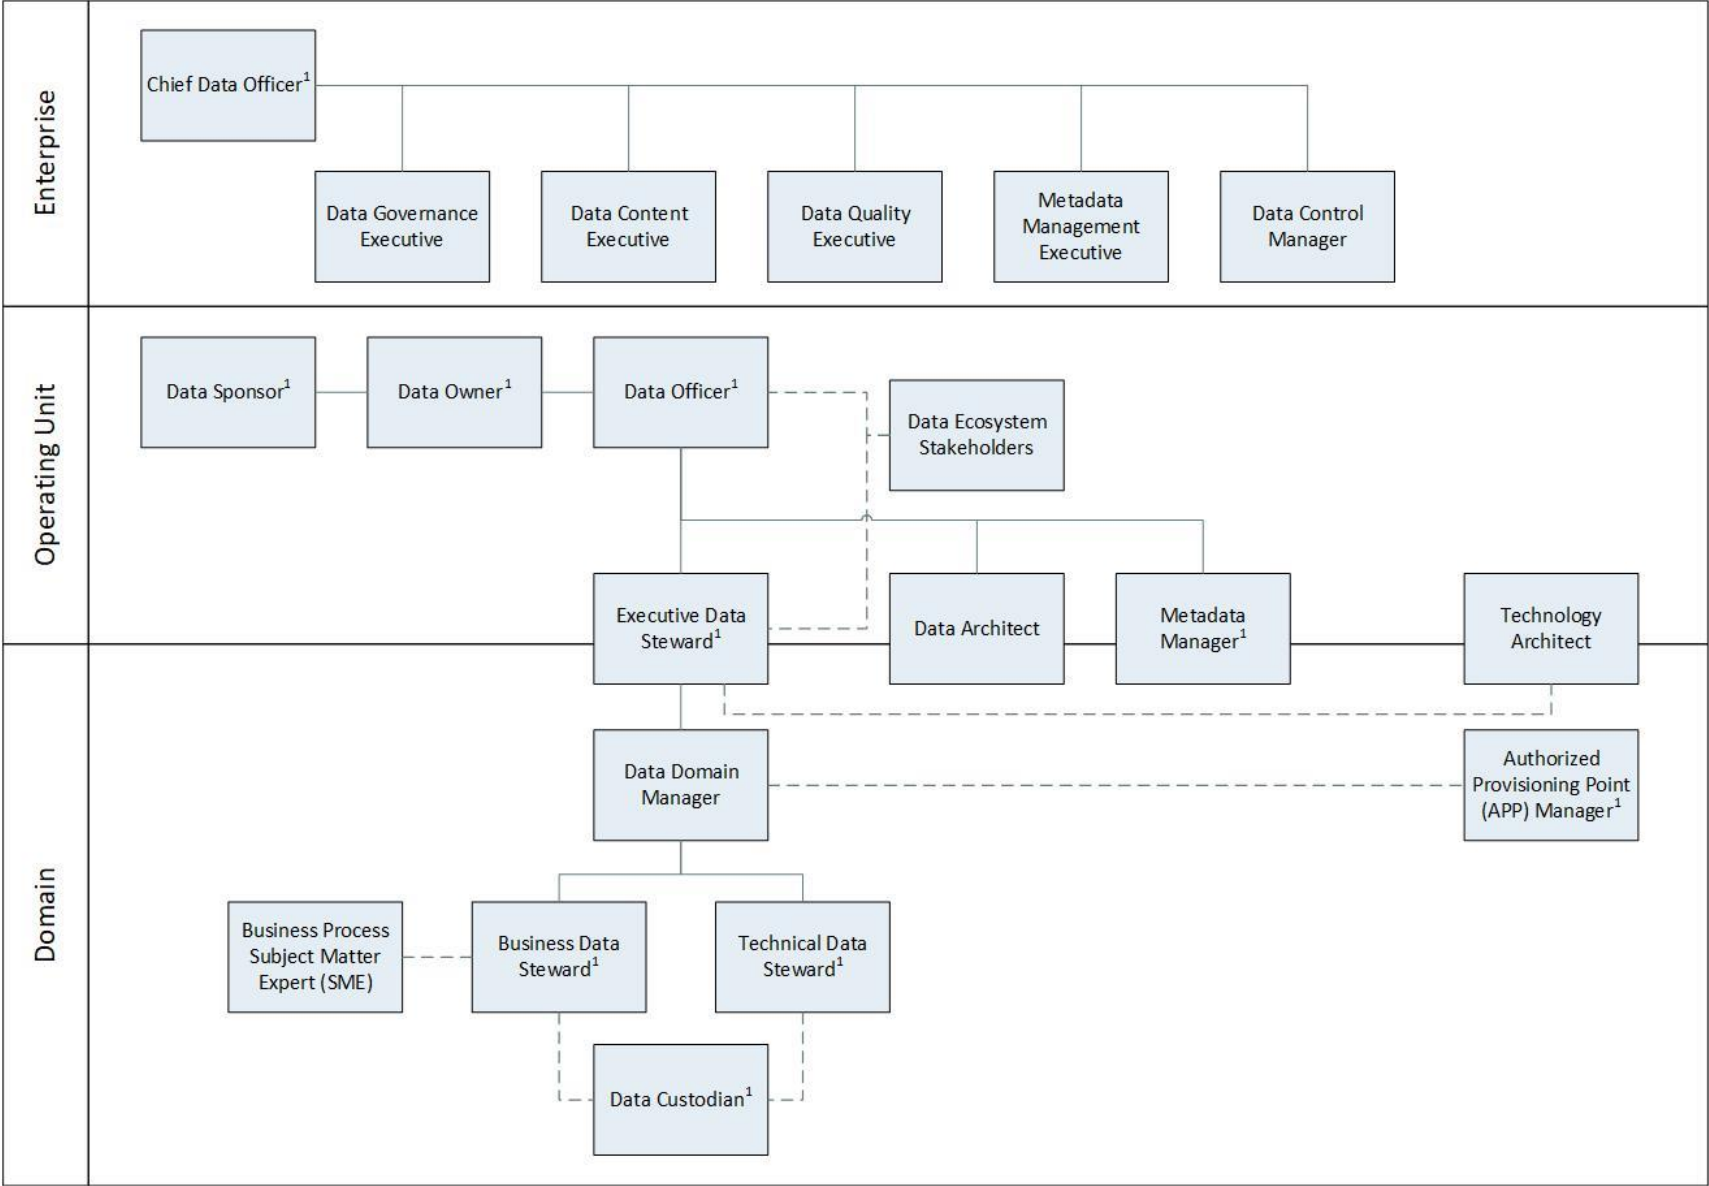 Enterprise
Chief Data Officer¹
Data Governance
Executive
Data Content
Executive
Data Quality
Executive
Metadata
Management
Executive
Data Control
Manager
Operating Unit
Data Sponsor¹
Data Owner¹
Data Officer¹
Data Ecosystem
Stakeholders
Executive Data
Steward¹
Data Architect
Metadata
Manager¹
Technology
Architect
Domain
Data Domain
Manager
Authorized
Provisioning Point
(APP) Manager¹
Business Process
Subject Matter
Expert (SME)
Business Data
Steward¹
Technical Data
Steward¹
Data Custodian¹